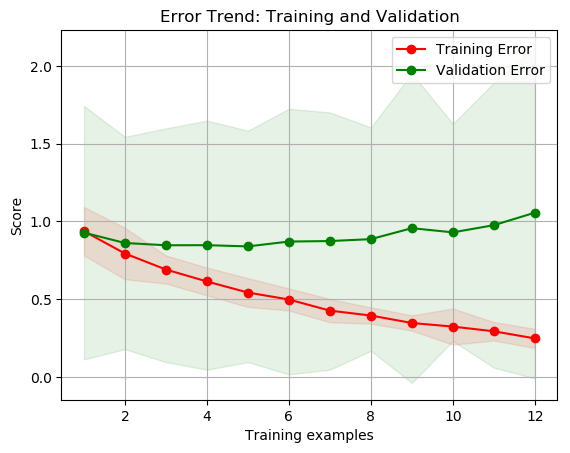 Error Trend: Training and Validation
Training Error
Validation Error
2.0
1.5
1.0
0.5
0.0
Score
2 4 6 8 10 12
Training examples